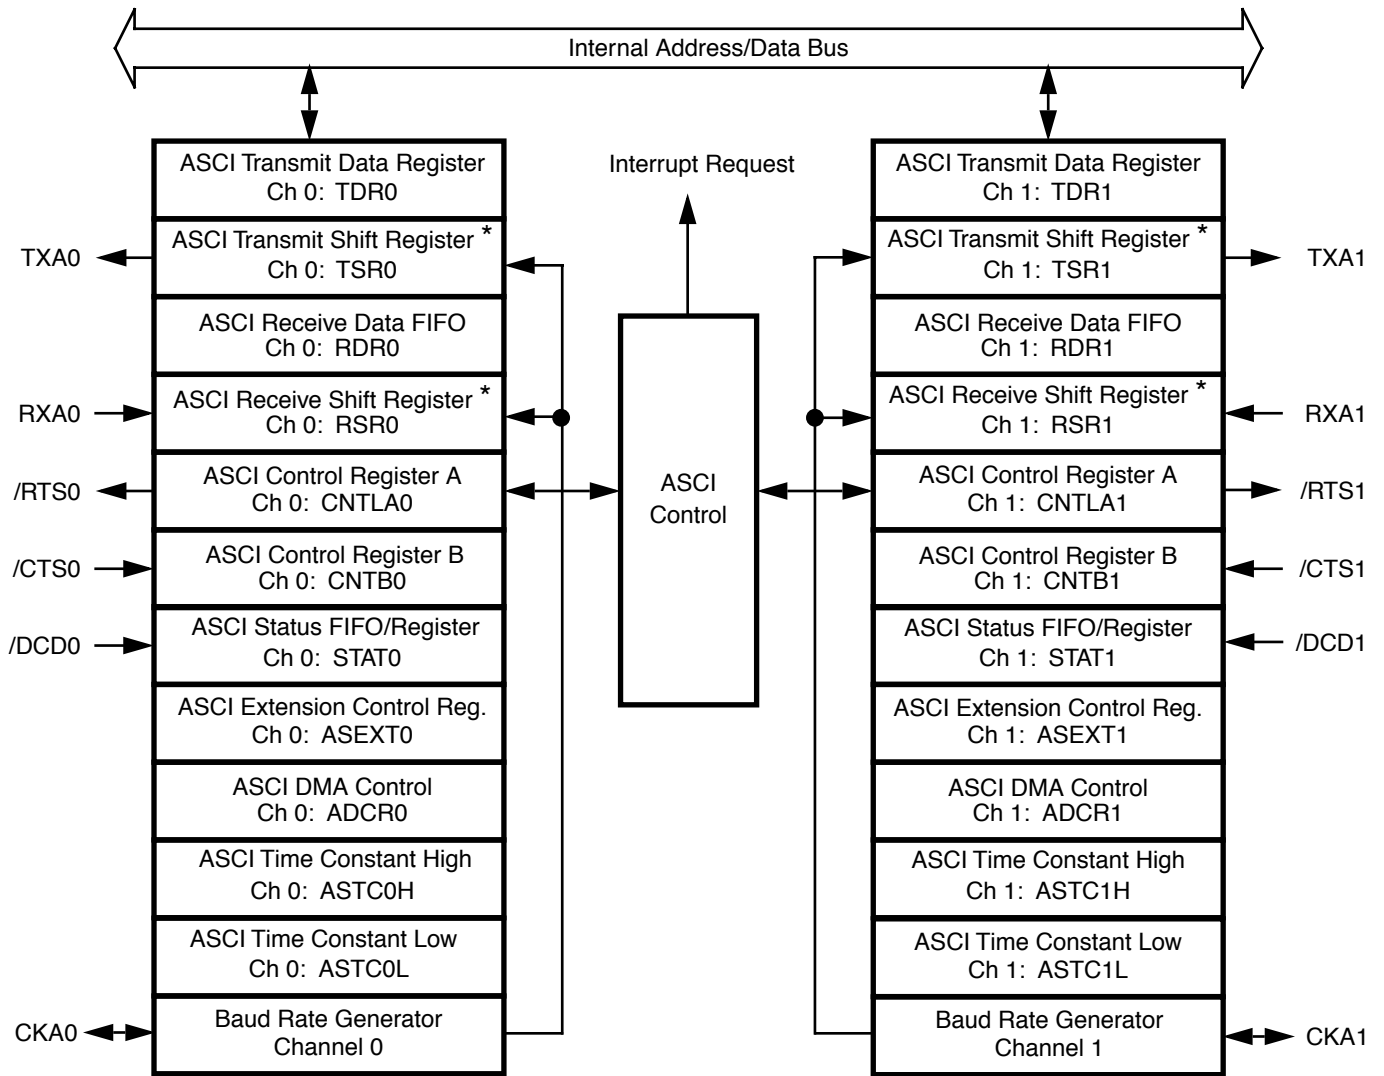 Internal Address/Data Bus
ASCI Transmit Data Register
Ch 0: TDR0
TXA0
ASCI Transmit Shift Register *
Ch 0: TSR0
ASCI Receive Data FIFO
Ch 0: RDR0
RXA0
ASCI Receive Shift Register *
Ch 0: RSR0
/RTS0
ASCI Control Register A
Ch 0: CNTLA0
/CTS0
ASCI Control Register B
Ch 0: CNTB0
/DCD0
ASCI Status FIFO/Register
Ch 0: STAT0
ASCI Extension Control Reg.
Ch 0: ASEXT0
ASCI DMA Control
Ch 0: ADCR0
ASCI Time Constant High
Ch 0: ASTC0H
ASCI Time Constant Low
Ch 0: ASTC0L
CKA0
Baud Rate Generator
Channel 0
Interrupt Request
ASCI
Control
ASCI Transmit Data Register
Ch 1: TDR1
ASCI Transmit Shift Register *
Ch 1: TSR1
TXA1
ASCI Receive Data FIFO
Ch 1: RDR1
ASCI Receive Shift Register *
Ch 1: RSR1
RXA1
ASCI Control Register A
Ch 1: CNTLA1
/RTS1
ASCI Control Register B
Ch 1: CNTB1
/CTS1
ASCI Status FIFO/Register
Ch 1: STAT1
/DCD1
ASCI Extension Control Reg.
Ch 1: ASEXT1
ASCI DMA Control
Ch 1: ADCR1
ASCI Time Constant High
Ch 1: ASTC1H
ASCI Time Constant Low
Ch 1: ASTC1L
Baud Rate Generator
Channel 1
CKA1